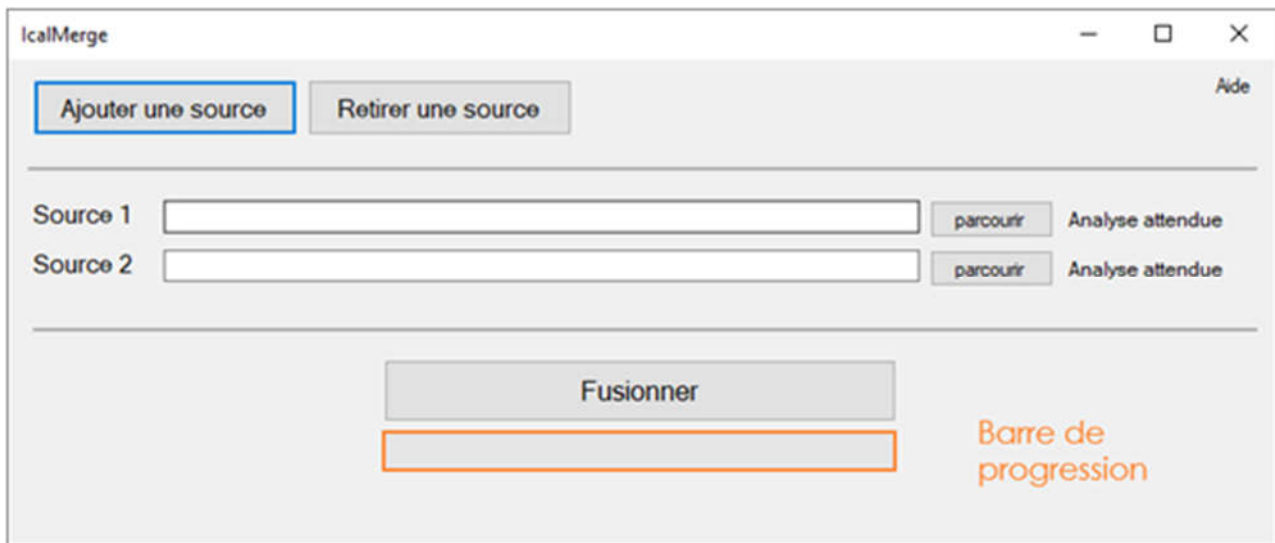 IcalMerge
Aide
Ajouter une source Retirer une source
Source 1 parcourir Analyse attendue
Source 2 parcourir Analyse attendue
Fusionner
Barre de
progression